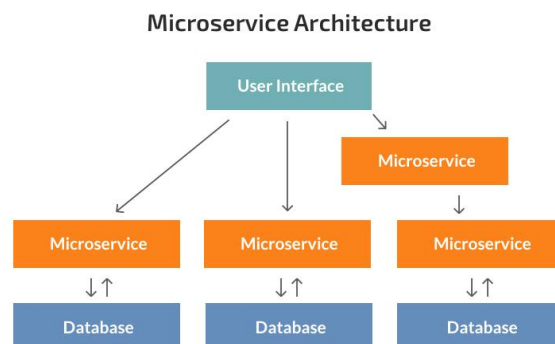 Microservice Architecture
User Interface
Microservice
Microservice
Microservice
Microservice
Database
Database
Database